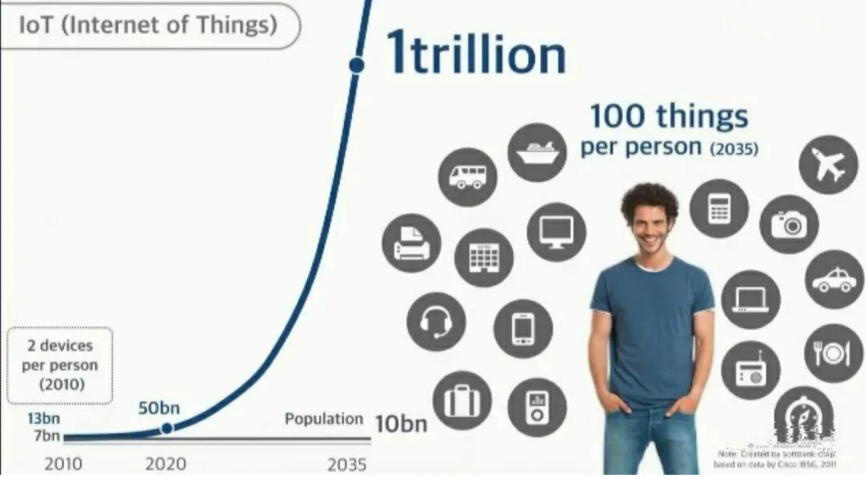 IoT (Internet of Things)
1trillion
100 things
per person (2035)
2 devices
per person
(2010)
13bn
7bn
50bn
Population
10bn
2010
2020
2035
Note: Created by SoftBank
based on data by Cisco IBSG, 2011